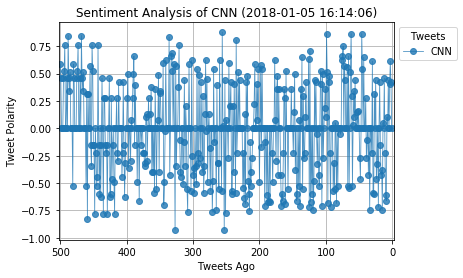 Sentiment Analysis of CNN (2018-01-05 16:14:06)
Tweets
CNN
Tweet Polarity
0.75
0.50
0.25
0.00
−0.25
−0.50
−0.75
−1.00
500 400 300 200 100 0
Tweets Ago